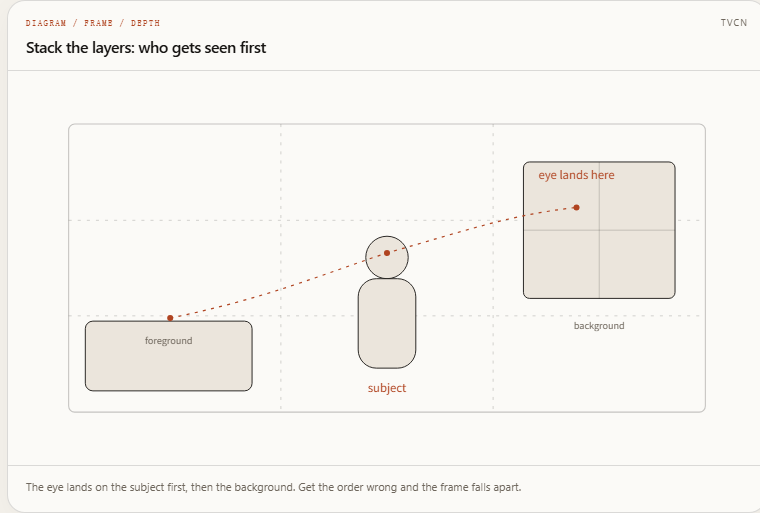 DIAGRAM / FRAME / DEPTH
TVCN
Stack the layers: who gets seen first
eye lands here
background
foreground
subject
The eye lands on the subject first, then the background. Get the order wrong and the frame falls apart.